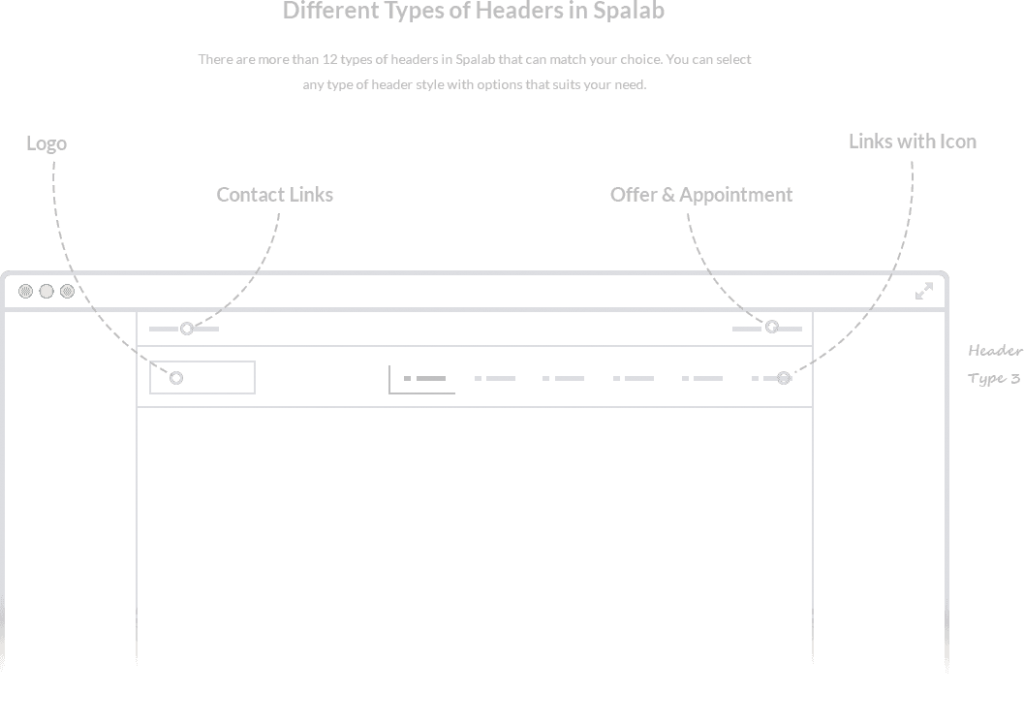 Different Types of Headers in Spalab
There are more than 12 types of headers in Spalab that can match your choice. You can select
any type of header style with options that suits your need.
Logo
Links with Icon
Contact Links
Offer & Appointment
Header
Type 3